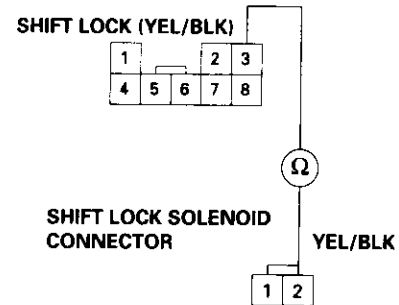 SHIFT LOCK (YEL/BLK)
1 2 3
4 5 6 7 8
Ω
SHIFT LOCK SOLENOID
CONNECTOR
YEL/BLK
1 2